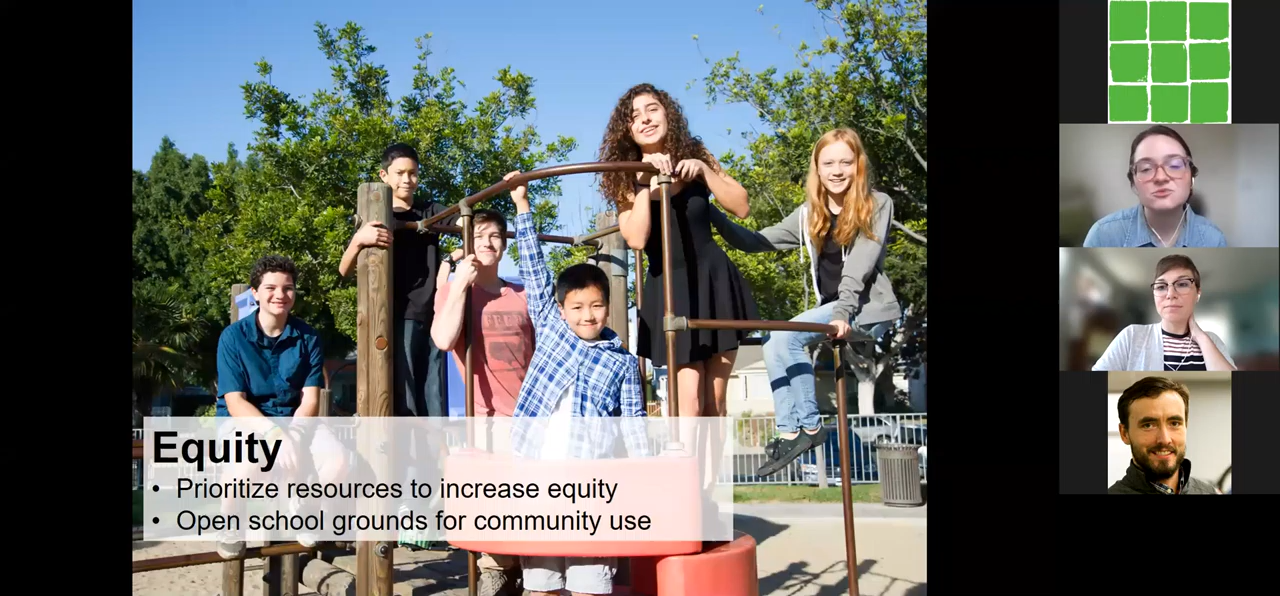 Equity
• Prioritize resources to increase equity
• Open school grounds for community use